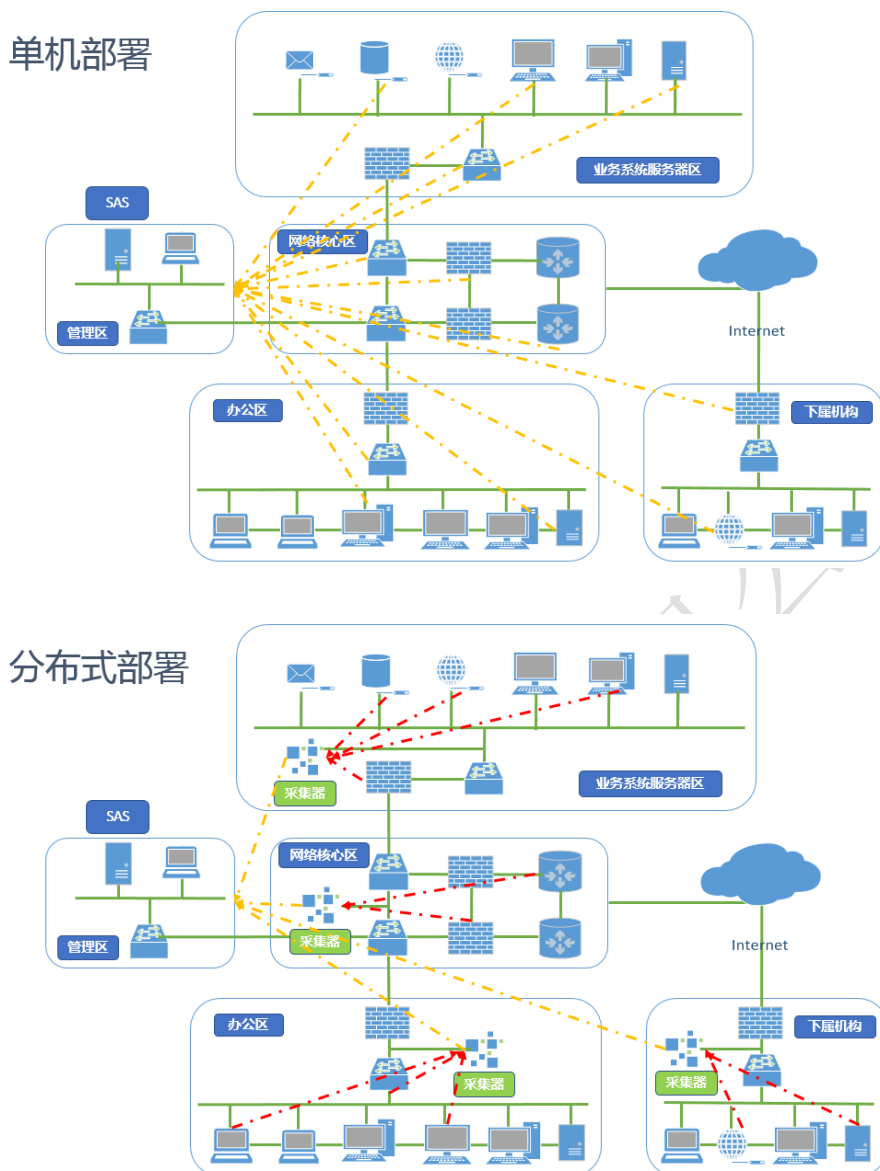 单机部署
业务系统服务器区
SAS
网络核心区
管理区
Internet
办公区
下属机构
分布式部署
采集器
业务系统服务器区
SAS
网络核心区
采集器
管理区
Internet
办公区
下属机构
采集器
采集器